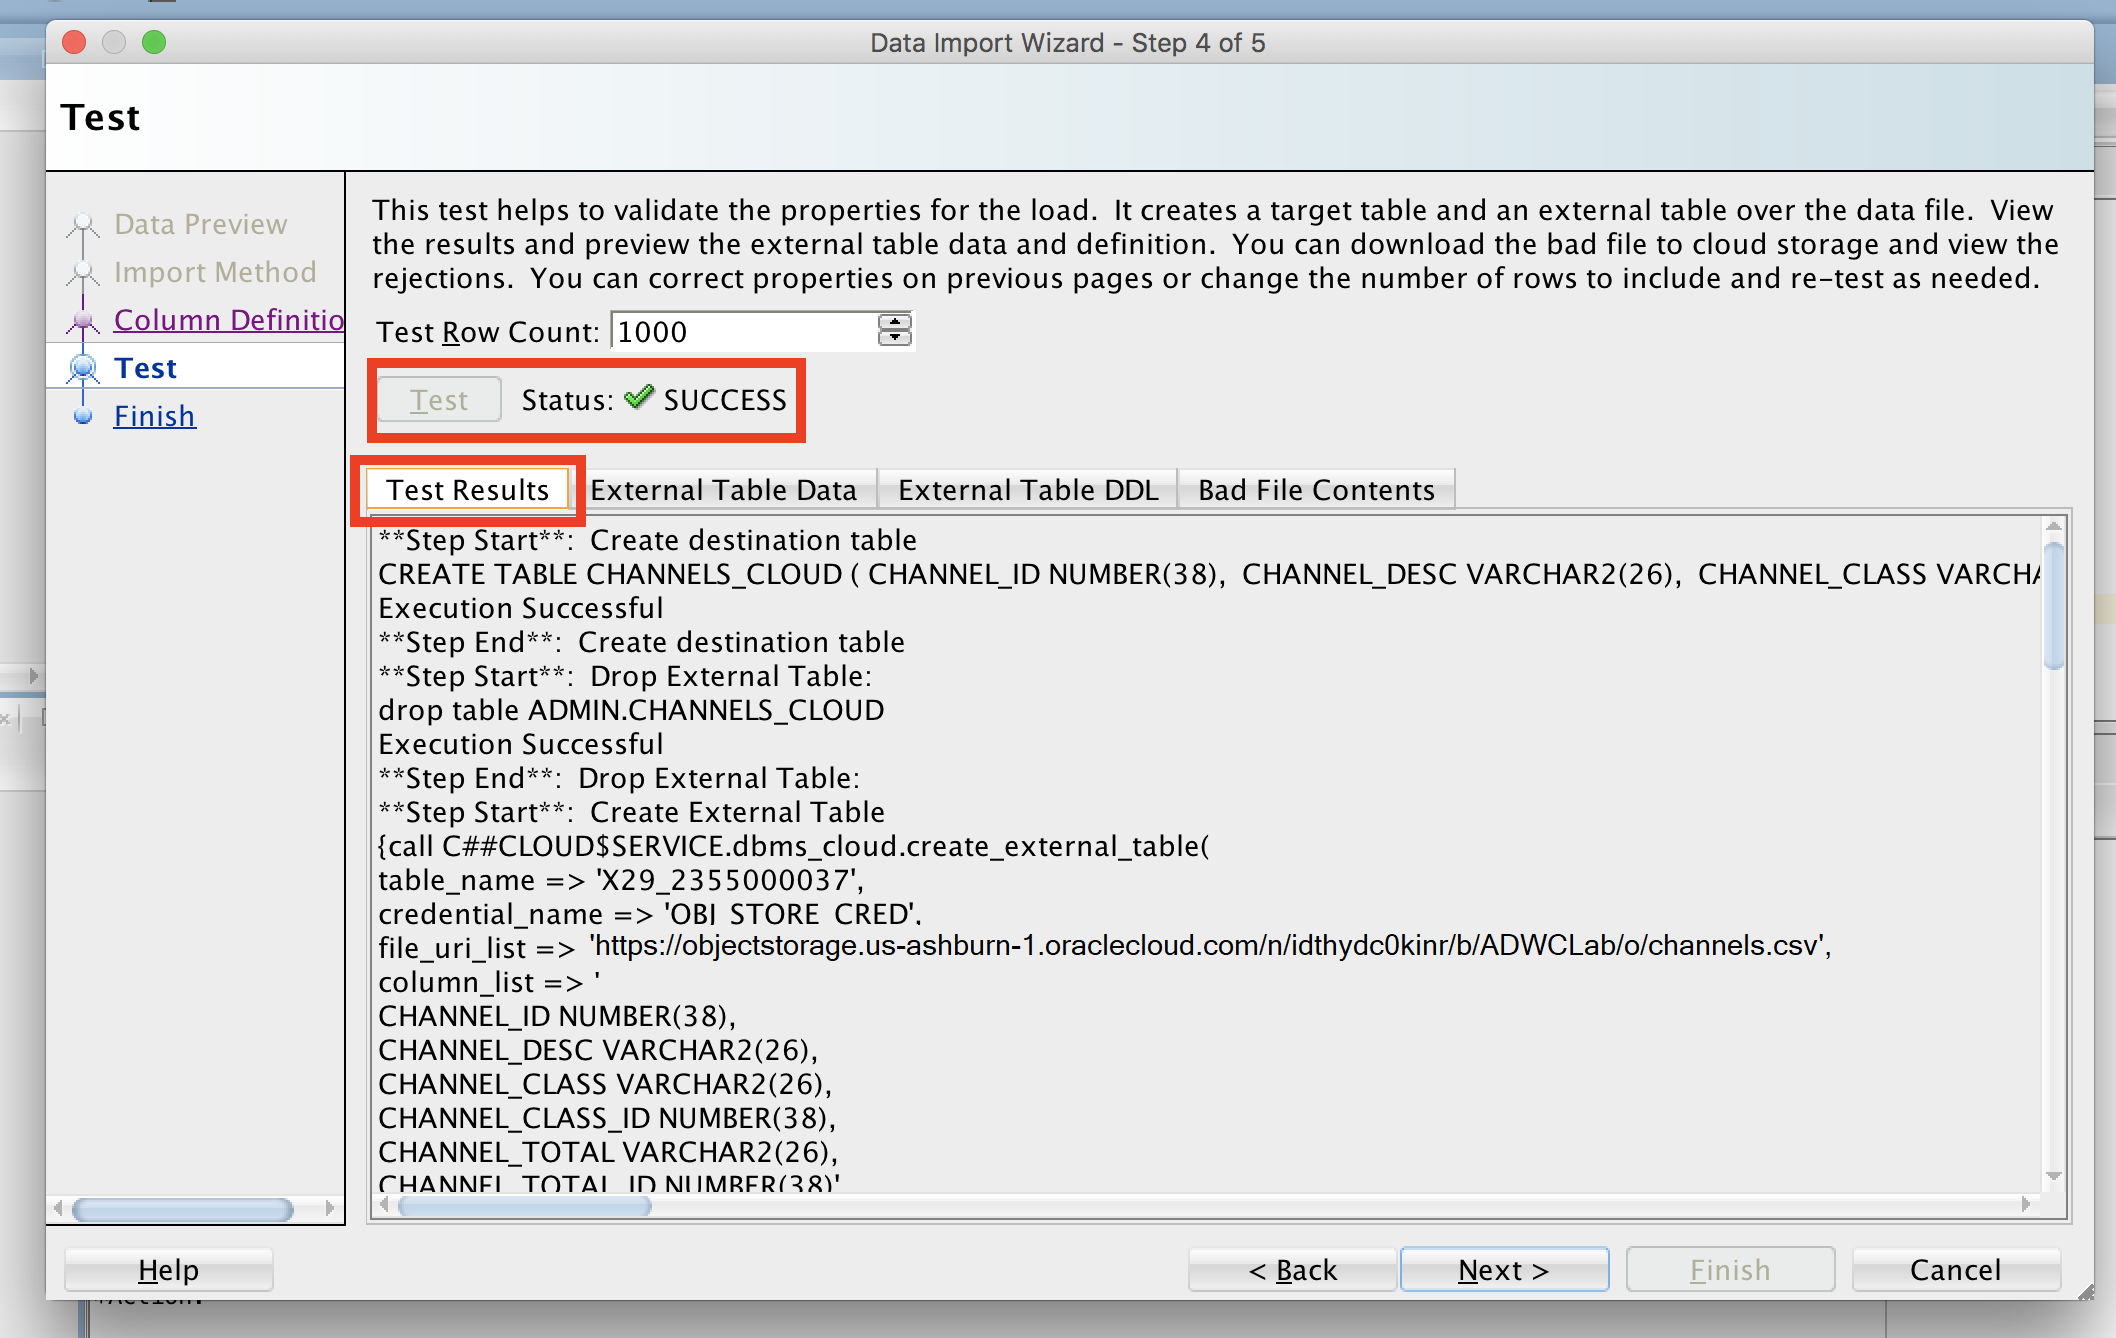 Data Import Wizard - Step 4 of 5
Test
Data Preview
Import Method
Column Definitio
Test
Finish
This test helps to validate the properties for the load.  It creates a target table and an external table over the data file.  View
the results and preview the external table data and definition.  You can download the bad file to cloud storage and view the
rejections.  You can correct properties on previous pages or change the number of rows to include and re-test as needed.
Test Row Count: 1000
Test Status: SUCCESS
Test Results External Table Data External Table DDL Bad File Contents
**Step Start**:  Create destination table
CREATE TABLE CHANNELS_CLOUD ( CHANNEL_ID NUMBER(38),  CHANNEL_DESC VARCHAR2(26),  CHANNEL_CLASS VARCHA
Execution Successful
**Step End**:  Create destination table
**Step Start**:  Drop External Table:
drop table ADMIN.CHANNELS_CLOUD
Execution Successful
**Step End**:  Drop External Table:
**Step Start**:  Create External Table
{call C##CLOUD$SERVICE.dbms_cloud.create_external_table(
table_name => 'X29_2355000037',
credential_name => 'OBJ_STORE_CRED',
file_uri_list => 'https://objectstorage.us-ashburn-1.oraclecloud.com/n/idthydc0kinr/b/ADWCLab/o/channels.csv',
column_list => '
CHANNEL_ID NUMBER(38),
CHANNEL_DESC VARCHAR2(26),
CHANNEL_CLASS VARCHAR2(26),
CHANNEL_CLASS_ID NUMBER(38),
CHANNEL_TOTAL VARCHAR2(26),
CHANNEL_TOTAL_ID NUMBER(38)'
Help < Back Next > Finish Cancel